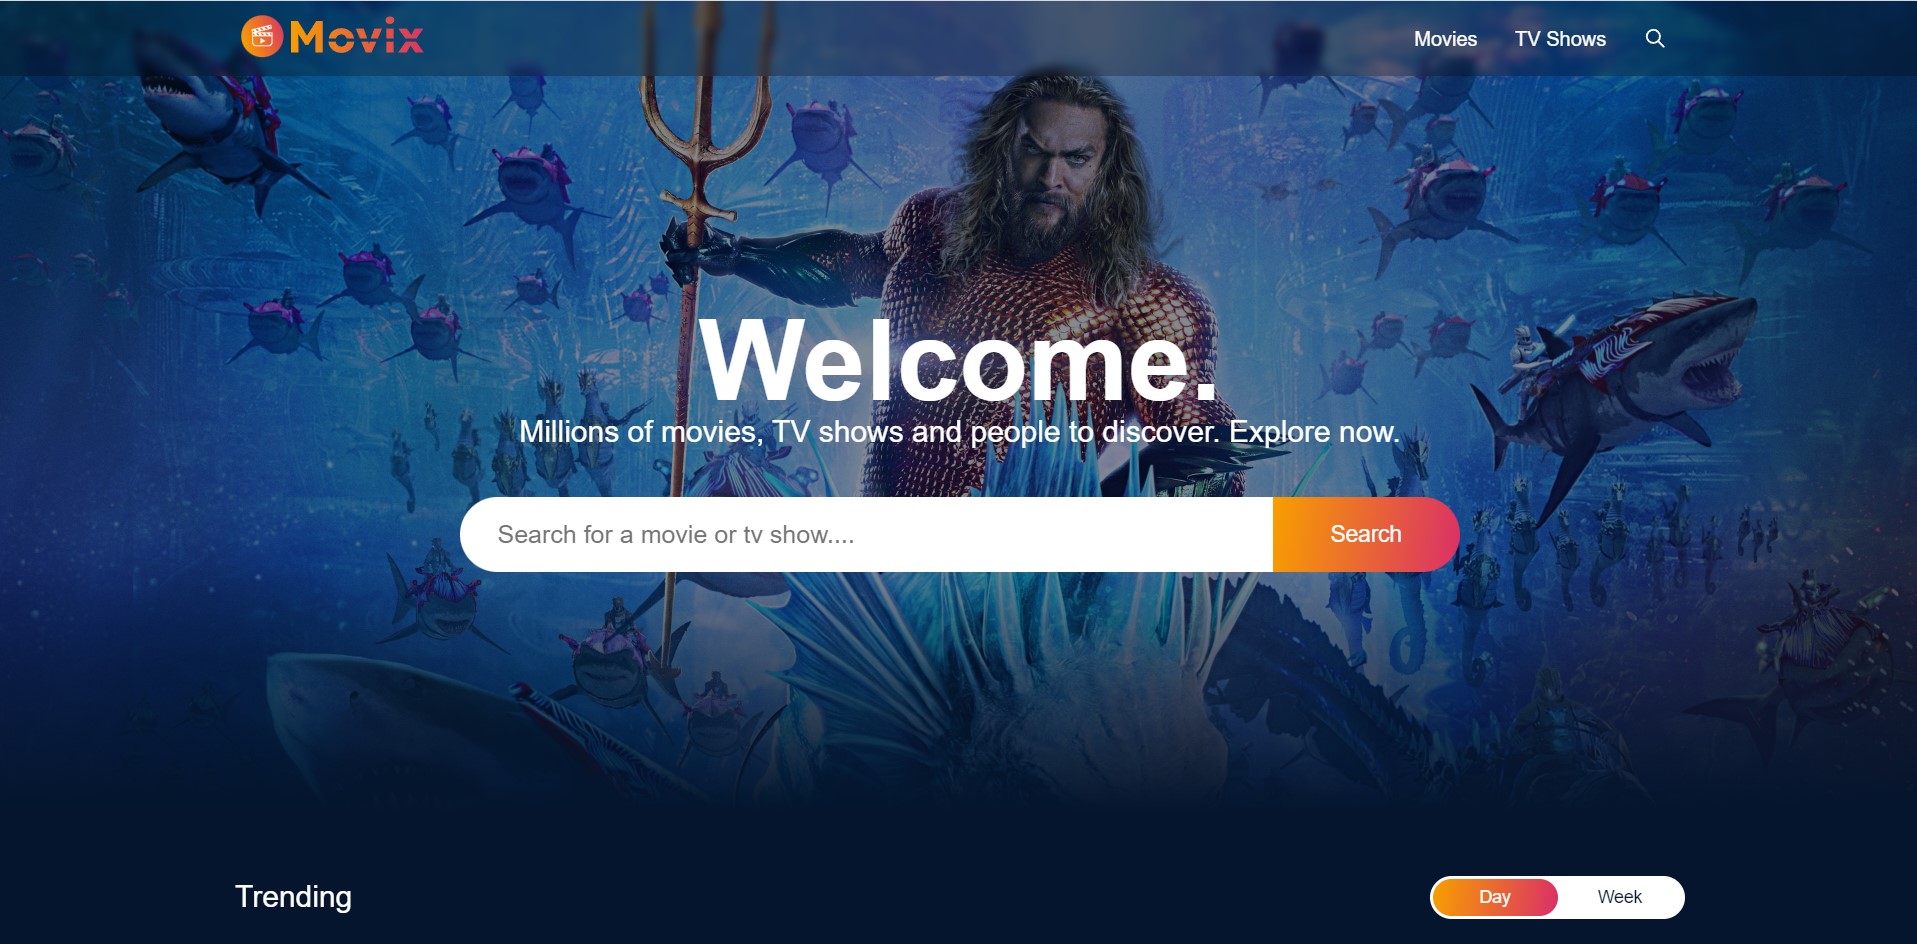 Movix
Movies TV Shows
Welcome.
Millions of movies, TV shows and people to discover. Explore now.
Search for a movie or tv show.... Search
Trending Day Week